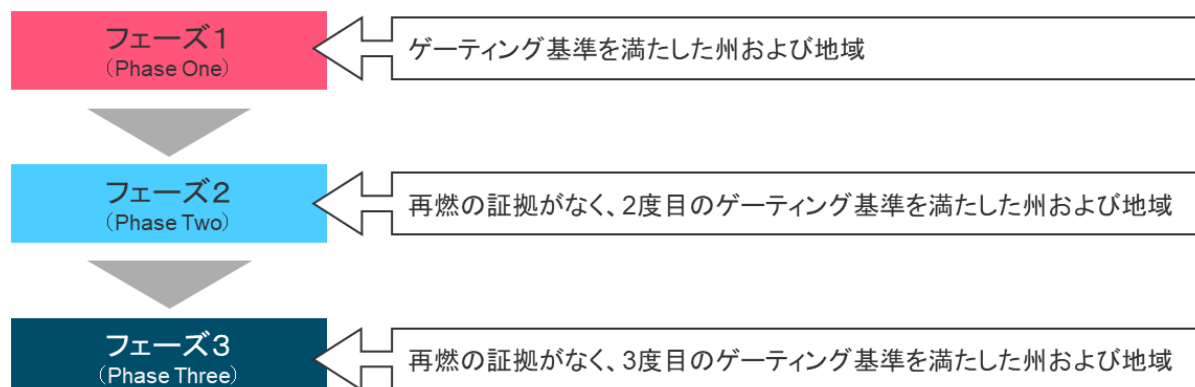 フェーズ1
（Phase One）
ゲーティング基準を満たした州および地域
フェーズ2
（Phase Two）
再燃の証拠がなく、2度目のゲーティング基準を満たした州および地域
フェーズ3
（Phase Three）
再燃の証拠がなく、3度目のゲーティング基準を満たした州および地域